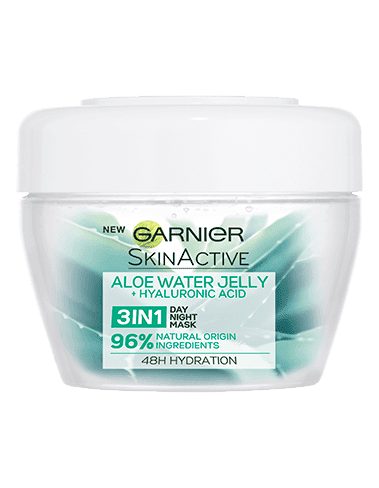 NEW GARNIER
SKINACTIVE
ALOE WATER JELLY
+ HYALURONIC ACID
3IN1 DAY
NIGHT
MASK
96% NATURAL ORIGIN
INGREDIENTS
48H HYDRATION